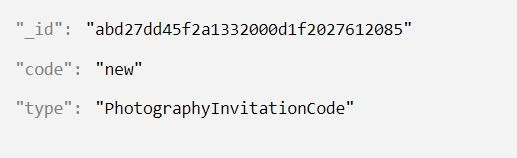 "_id": "abd27dd45f2a1332000d1f2027612085"
"code": "new"
"type": "PhotographyInvitationCode"